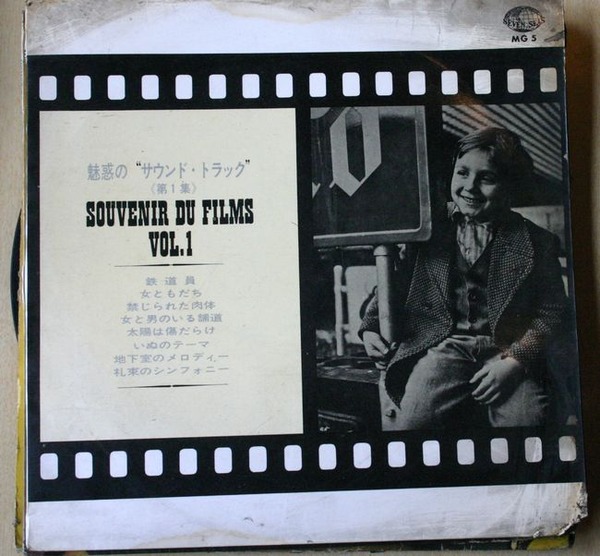 SEVEN SEAS
MG 5
魅惑の“サウンド・トラック”
《第1集》
SOUVENIR DU FILMS
VOL.1
鉄道員
女ともだち
禁じられた肉体
女と男のいる舗道
太陽は傷だらけ
いぬのテーマ
地下室のメロディー
札束のシンフォニー